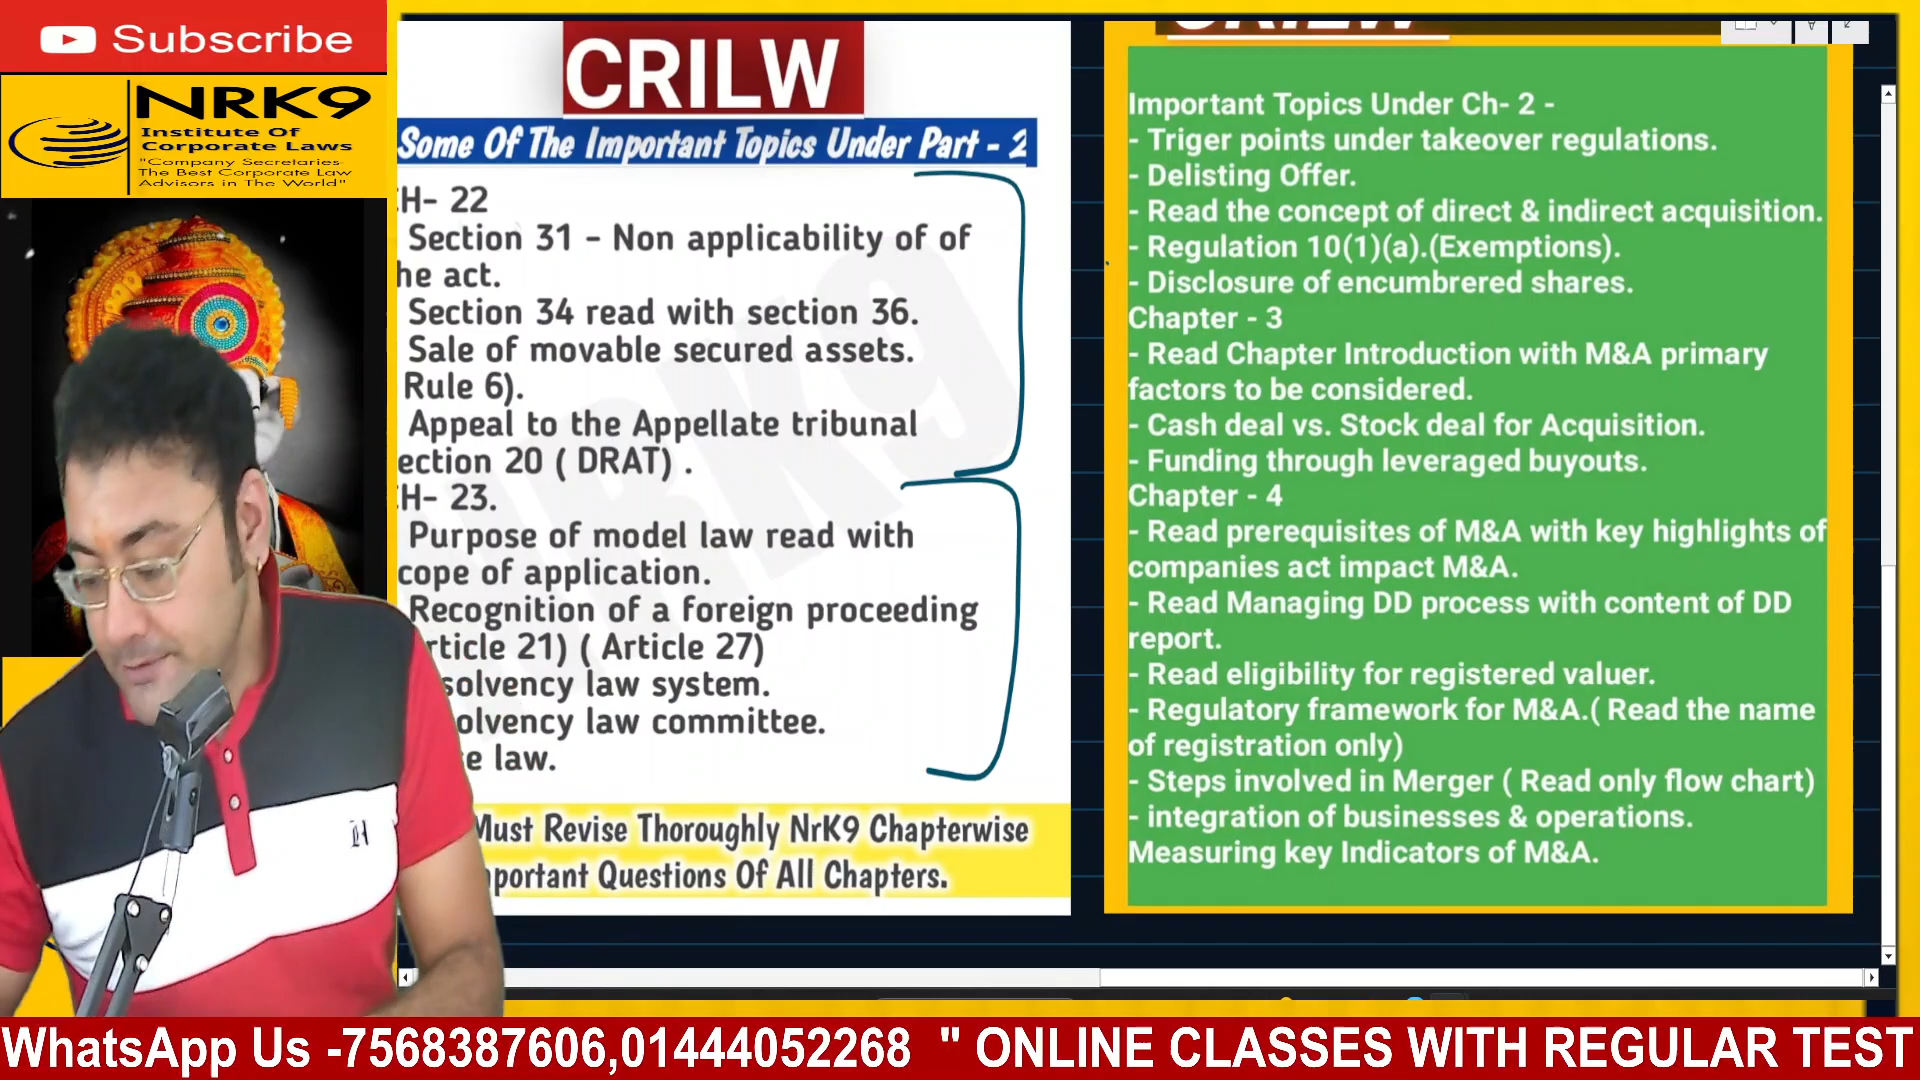 Subscribe
NRK9
Institute Of
Corporate Laws
"Company Secretaries
The Best Corporate Law
Advisors in The World"
CRILW
Some Of The Important Topics Under Part - 2
H- 22
Section 31 - Non applicability of of
he act.
Section 34 read with section 36.
Sale of movable secured assets.
Rule 6).
Appeal to the Appellate tribunal
ection 20 ( DRAT) .
H- 23.
Purpose of model law read with
cope of application.
Recognition of a foreign proceeding
rticle 21) ( Article 27)
solvency law system.
olvency law committee.
e law.
Must Revise Thoroughly NrK9 Chapterwise
portant Questions Of All Chapters.
NRK9
CRILW
Important Topics Under Ch- 2 -
- Triger points under takeover regulations.
- Delisting Offer.
- Read the concept of direct & indirect acquisition.
- Regulation 10(1)(a).(Exemptions).
- Disclosure of encumbrered shares.
Chapter - 3
- Read Chapter Introduction with M&A primary
factors to be considered.
- Cash deal vs. Stock deal for Acquisition.
- Funding through leveraged buyouts.
Chapter - 4
- Read prerequisites of M&A with key highlights of
companies act impact M&A.
- Read Managing DD process with content of DD
report.
- Read eligibility for registered valuer.
- Regulatory framework for M&A.( Read the name
of registration only)
- Steps involved in Merger ( Read only flow chart)
- integration of businesses & operations.
Measuring key Indicators of M&A.
WhatsApp Us -7568387606,01444052268 " ONLINE CLASSES WITH REGULAR TEST